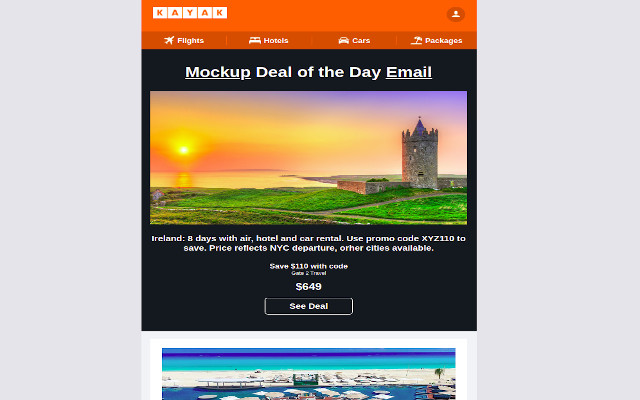 KAYAK
Flights Hotels Cars Packages
Mockup Deal of the Day Email
Ireland: 8 days with air, hotel and car rental. Use promo code XYZ110 to
save. Price reflects NYC departure, orher cities available.
Save $110 with code
Gate 2 Travel
$649
See Deal